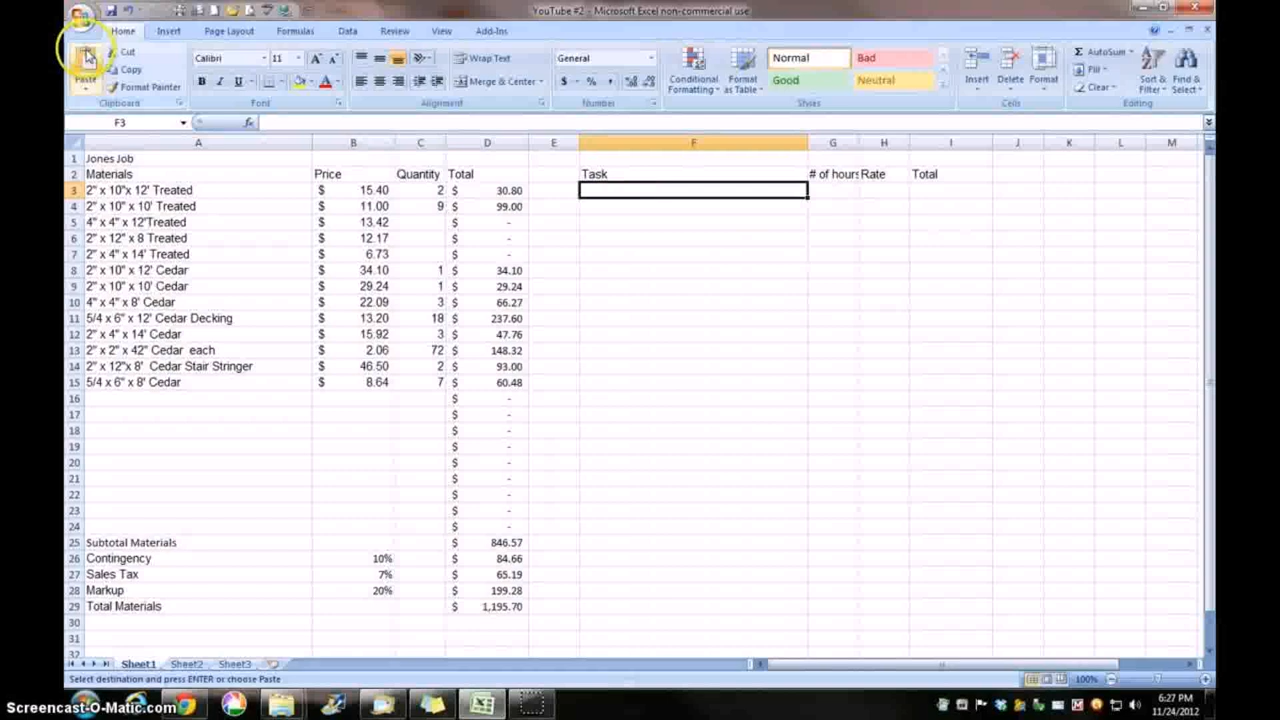 YouTube #2 - Microsoft Excel non-commercial use
Home Insert Page Layout Formulas Data Review View Add-Ins
Paste Cut Copy Format Painter
Clipboard
Calibri 11
B I U
Font
Wrap Text
Merge & Center
Alignment
General
$ % ,
Number
Conditional Formatting
Format as Table
Normal Bad
Good Neutral
Styles
Insert Delete Format
Cells
AutoSum
Fill
Clear
Sort & Filter
Find & Select
Editing
F3 fx
A B C D E F G H I J K L M
1 Jones Job
2 Materials Price Quantity Total Task # of hours Rate Total
3 2" x 10"x 12' Treated $ 15.40 2 $ 30.80
4 2" x 10" x 10' Treated $ 11.00 9 $ 99.00
5 4" x 4" x 12'Treated $ 13.42 $ -
6 2" x 12" x 8 Treated $ 12.17 $ -
7 2" x 4" x 14' Treated $ 6.73 $ -
8 2" x 10" x 12' Cedar $ 34.10 1 $ 34.10
9 2" x 10" x 10' Cedar $ 29.24 1 $ 29.24
10 4" x 4" x 8' Cedar $ 22.09 3 $ 66.27
11 5/4 x 6" x 12' Cedar Decking $ 13.20 18 $ 237.60
12 2" x 4" x 14' Cedar $ 15.92 3 $ 47.76
13 2" x 2" x 42" Cedar each $ 2.06 72 $ 148.32
14 2" x 12"x 8' Cedar Stair Stringer $ 46.50 2 $ 93.00
15 5/4 x 6" x 8' Cedar $ 8.64 7 $ 60.48
16 $ -
17 $ -
18 $ -
19 $ -
20 $ -
21 $ -
22 $ -
23 $ -
24 $ -
25 Subtotal Materials $ 846.57
26 Contingency 10% $ 84.66
27 Sales Tax 7% $ 65.19
28 Markup 20% $ 199.28
29 Total Materials $ 1,195.70
30
31
32
Sheet1 Sheet2 Sheet3
Select destination and press ENTER or choose Paste 100%
Screencast-O-Matic.com
6:27 PM
11/24/2012